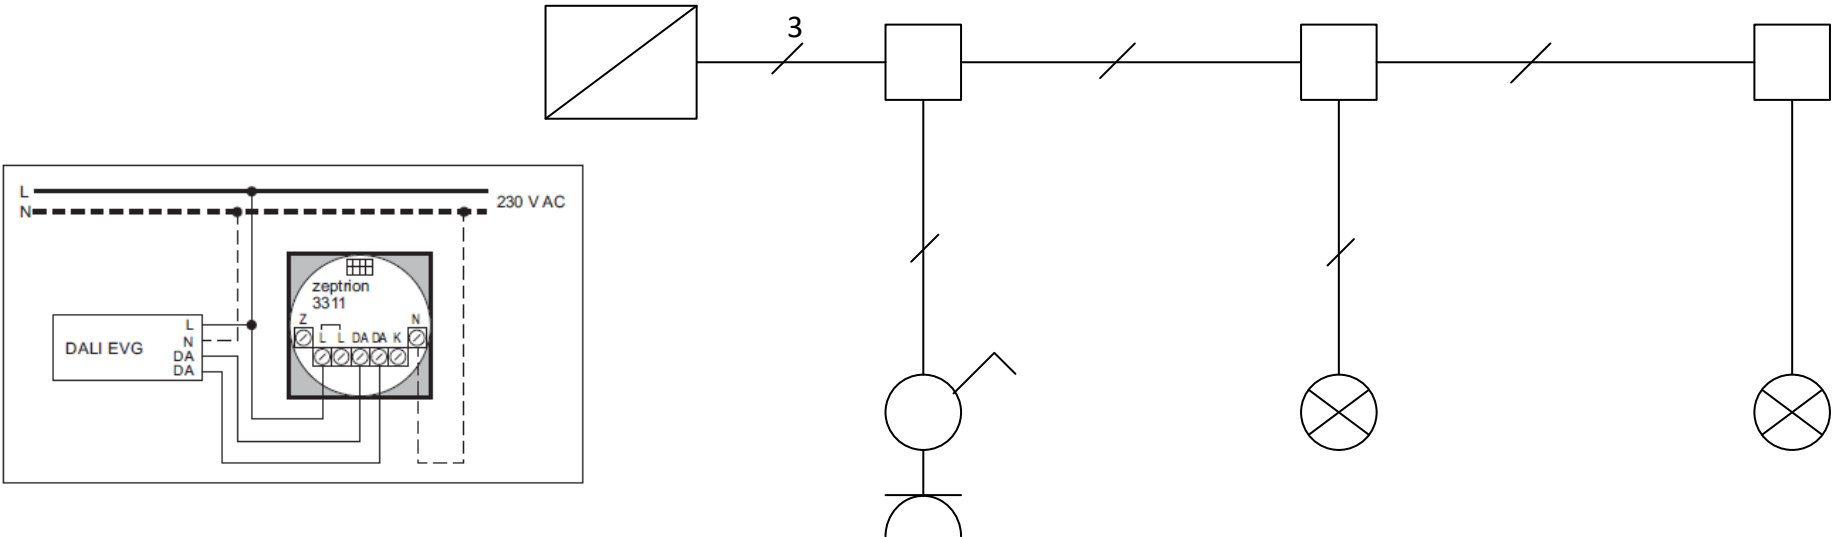 3
L
N
230 V AC
zeptrion
3311
Z
N
L L DA DA K
DALI EVG
L
N
DA
DA